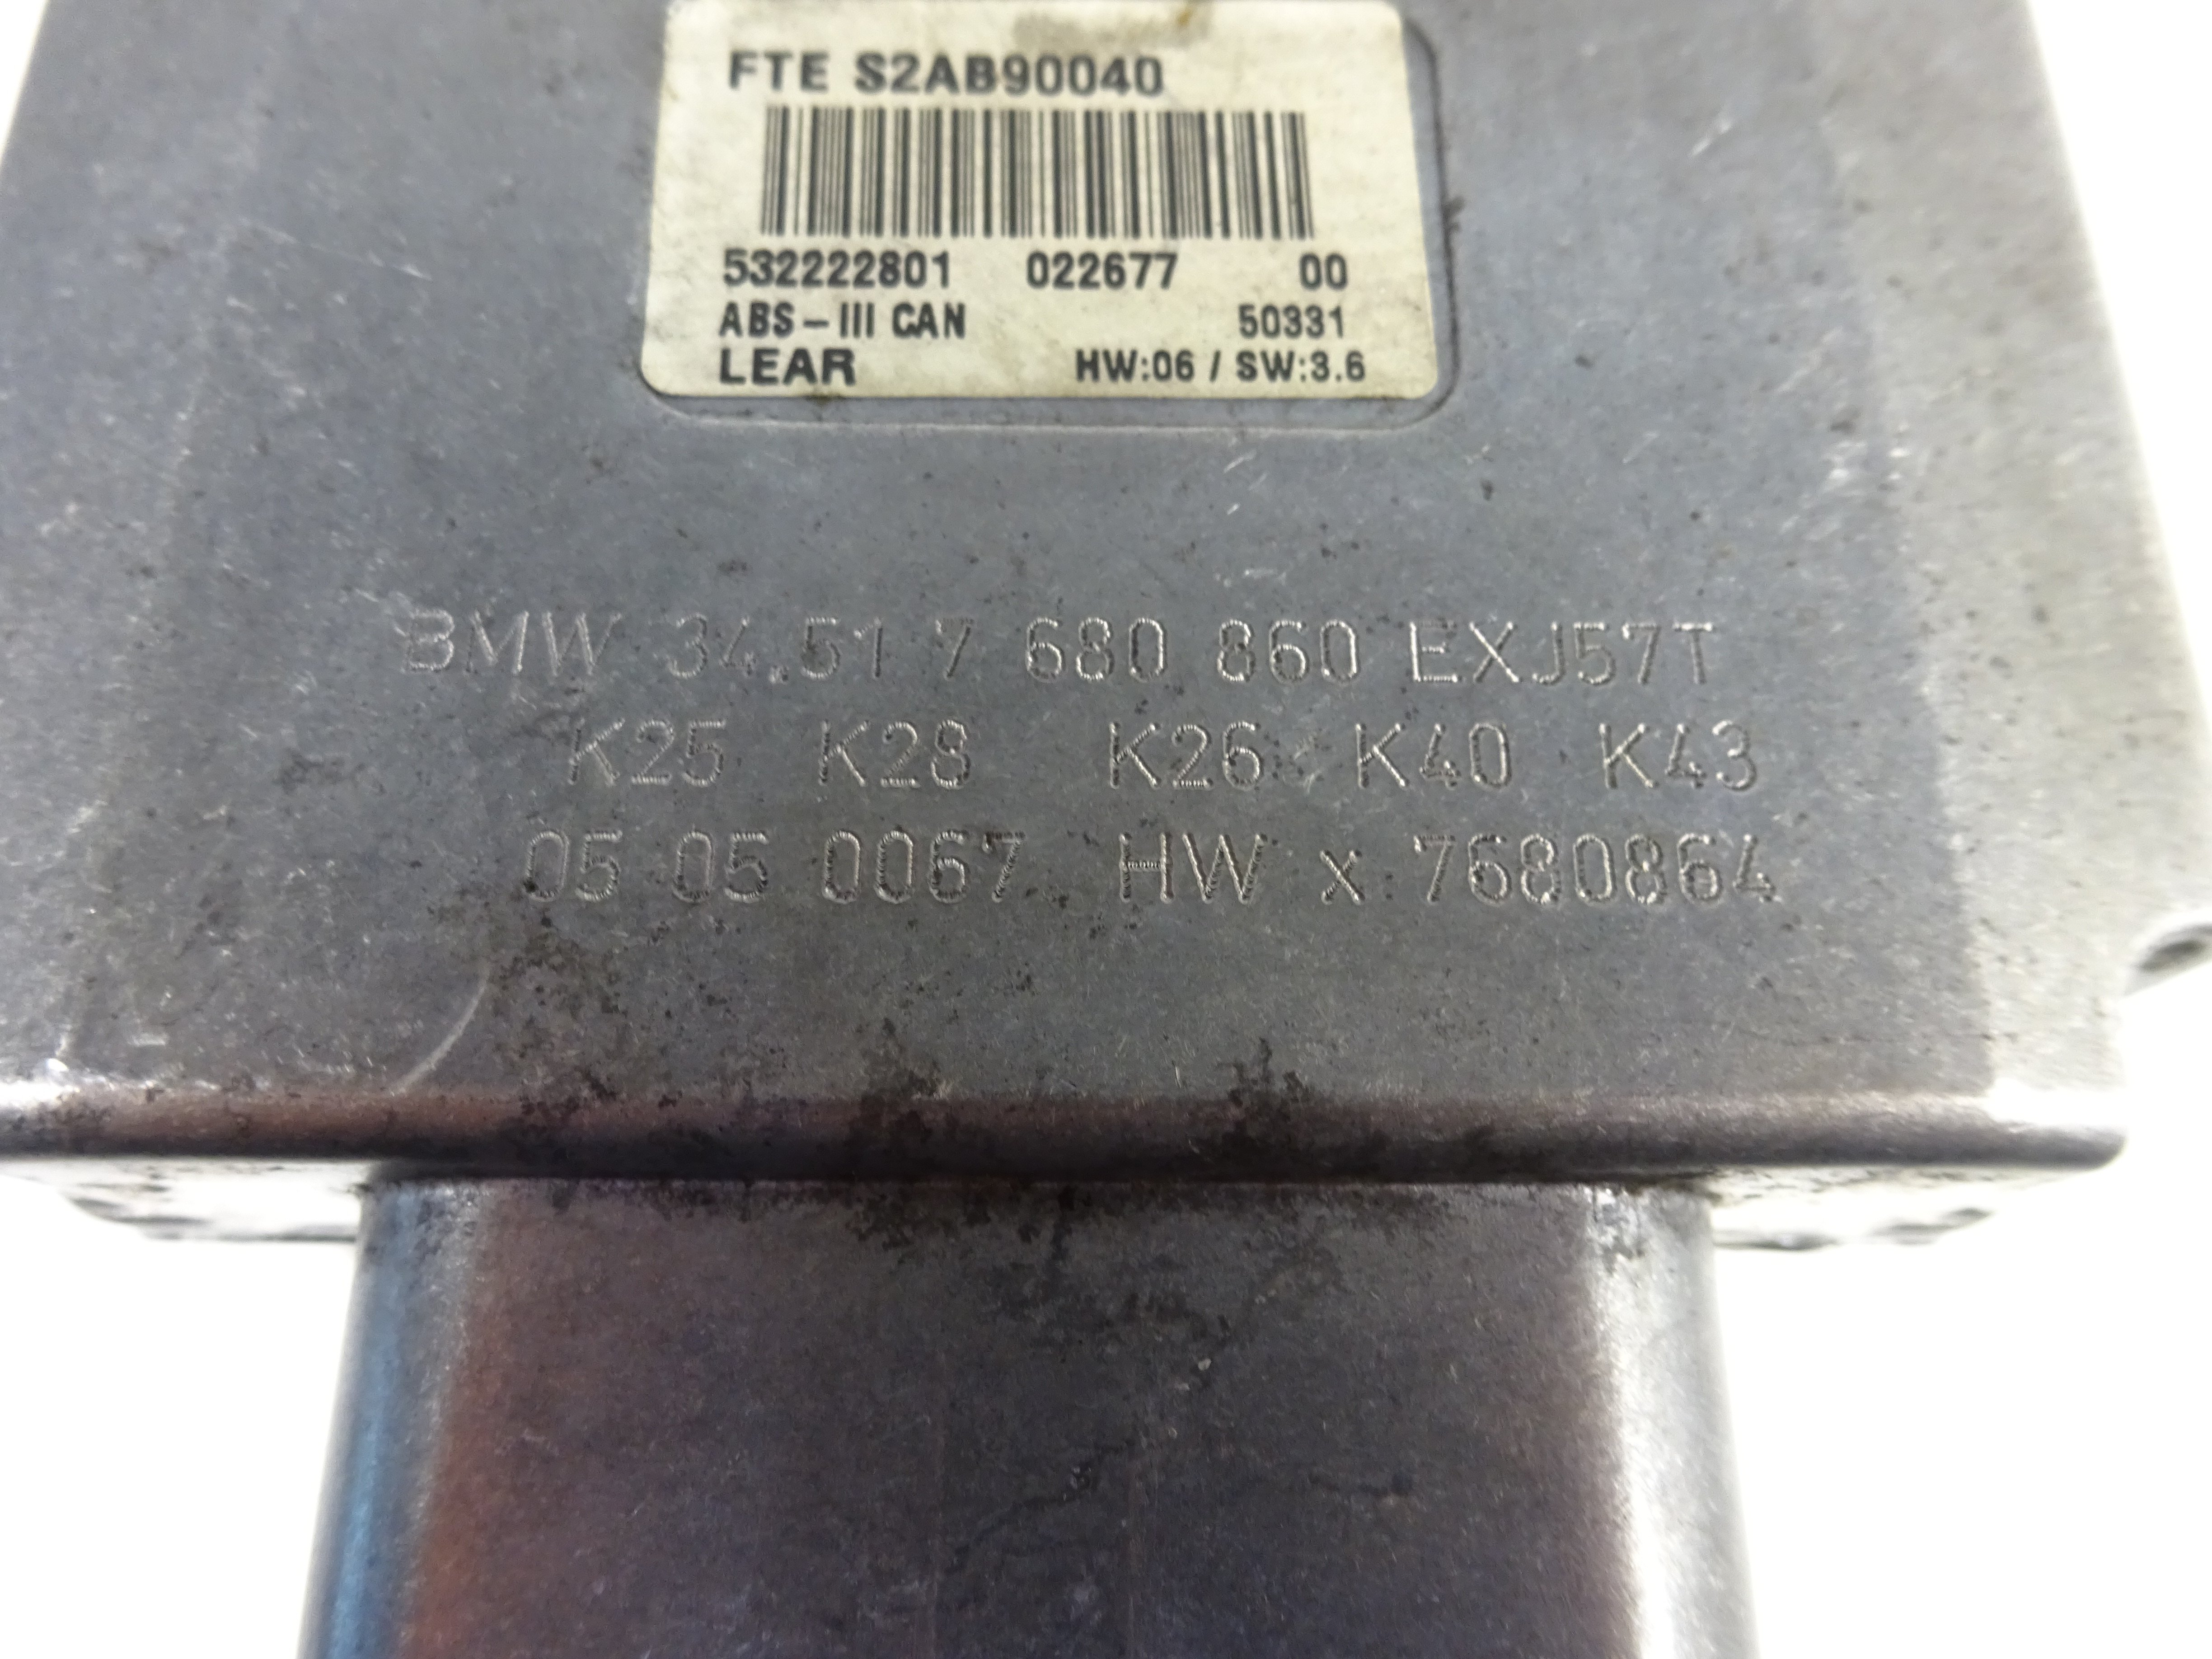 FTE S2AB90040
532222801 022677 00
ABS-III CAN 50331
LEAR HW:06 / SW:3.6
BMW 34.51 7 680 860 EXJ57T
K25 K28 K26 K40 K43
05 05 0067 HW x 7680864